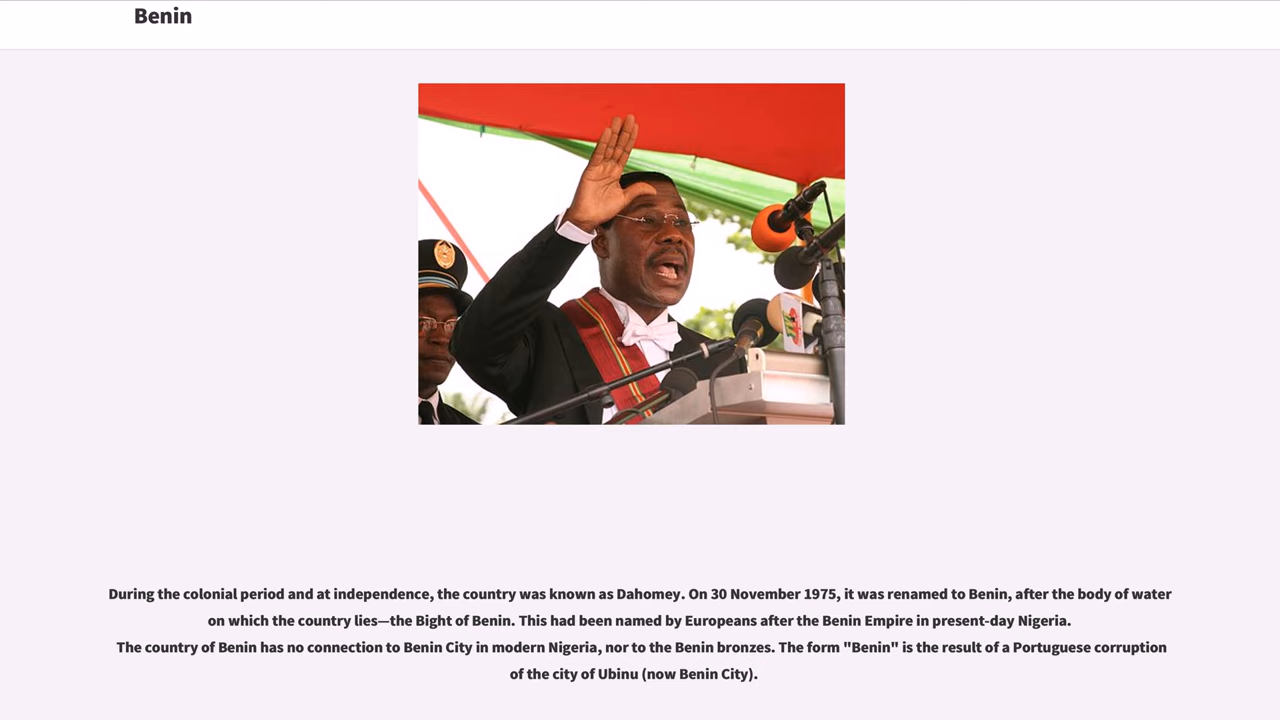 Benin
During the colonial period and at independence, the country was known as Dahomey. On 30 November 1975, it was renamed to Benin, after the body of water
on which the country lies—the Bight of Benin. This had been named by Europeans after the Benin Empire in present-day Nigeria.
The country of Benin has no connection to Benin City in modern Nigeria, nor to the Benin bronzes. The form "Benin" is the result of a Portuguese corruption
of the city of Ubinu (now Benin City).